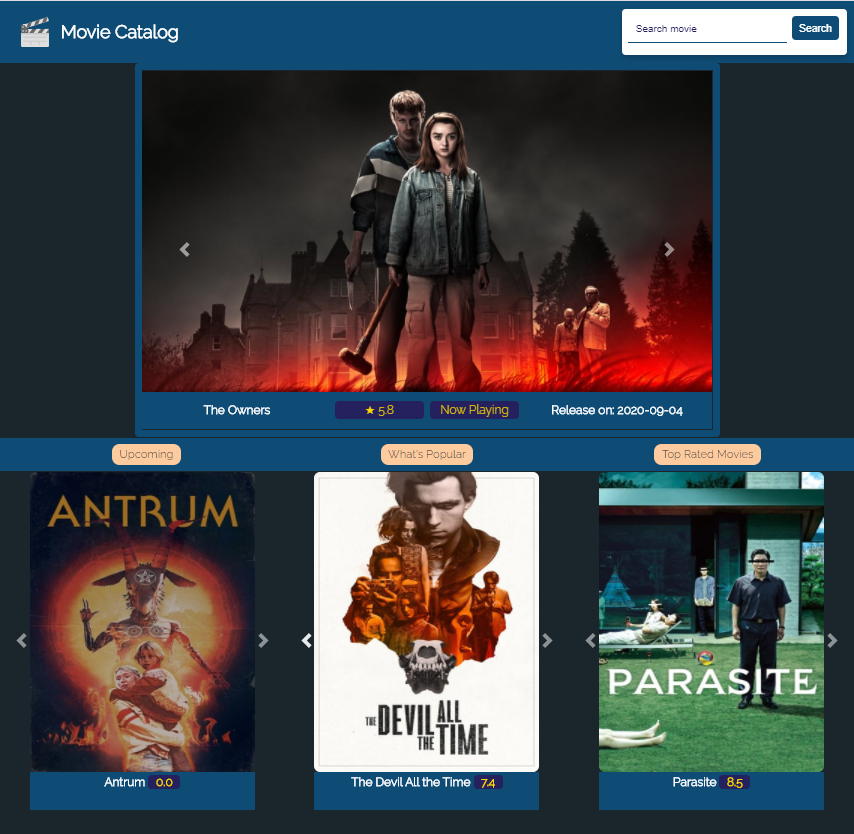 Movie Catalog
Search movie
Search
The Owners
★ 5.8
Now Playing
Release on: 2020-09-04
Upcoming
What's Popular
Top Rated Movies
ANTRUM
THE DEVIL ALL
THE TIME
PARASITE
Antrum 0.0
The Devil All the Time 7.4
Parasite 8.5